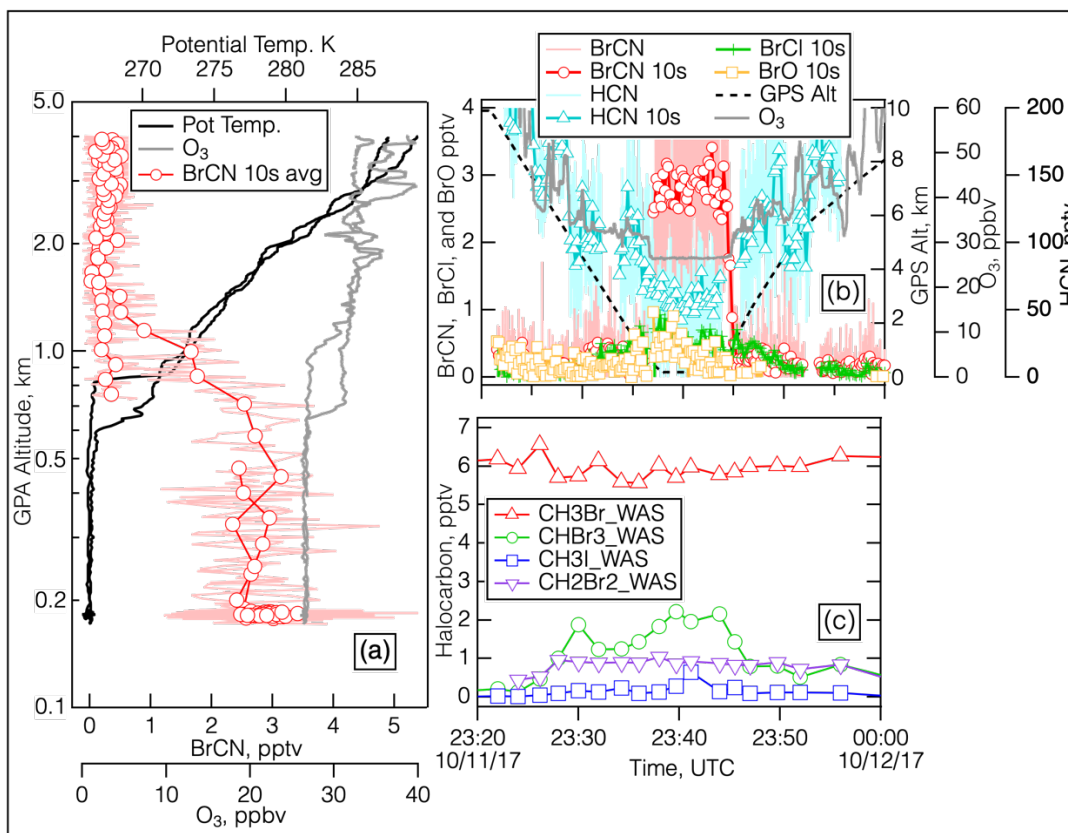 Potential Temp. K
270 273 276 279 282 285
5.0
2.0
1.0
0.5
0.2
0.1
GPA Altitude, km
Pot Temp.
O3
BrCN 10s avg
(a)
0 1 2 3 4 5
BrCN, pptv
0 10 20 30 40
O3, ppbv
BrCN
BrCN 10s
HCN
HCN 10s
BrCl 10s
BrO 10s
GPS Alt
O3
4
3
2
1
0
BrCN, BrCl, and BrO pptv
(b)
10
8
6
4
2
0
GPS Alt, km
60
50
40
30
20
10
0
O3, ppbv
200
150
100
50
0
HCN, pptv
7
6
5
4
3
2
1
0
Halocarbon, pptv
CH3Br_WAS
CHBr3_WAS
CH3I_WAS
CH2Br2_WAS
(c)
23:20 23:30 23:40 23:50 00:00
10/11/17 10/12/17
Time, UTC